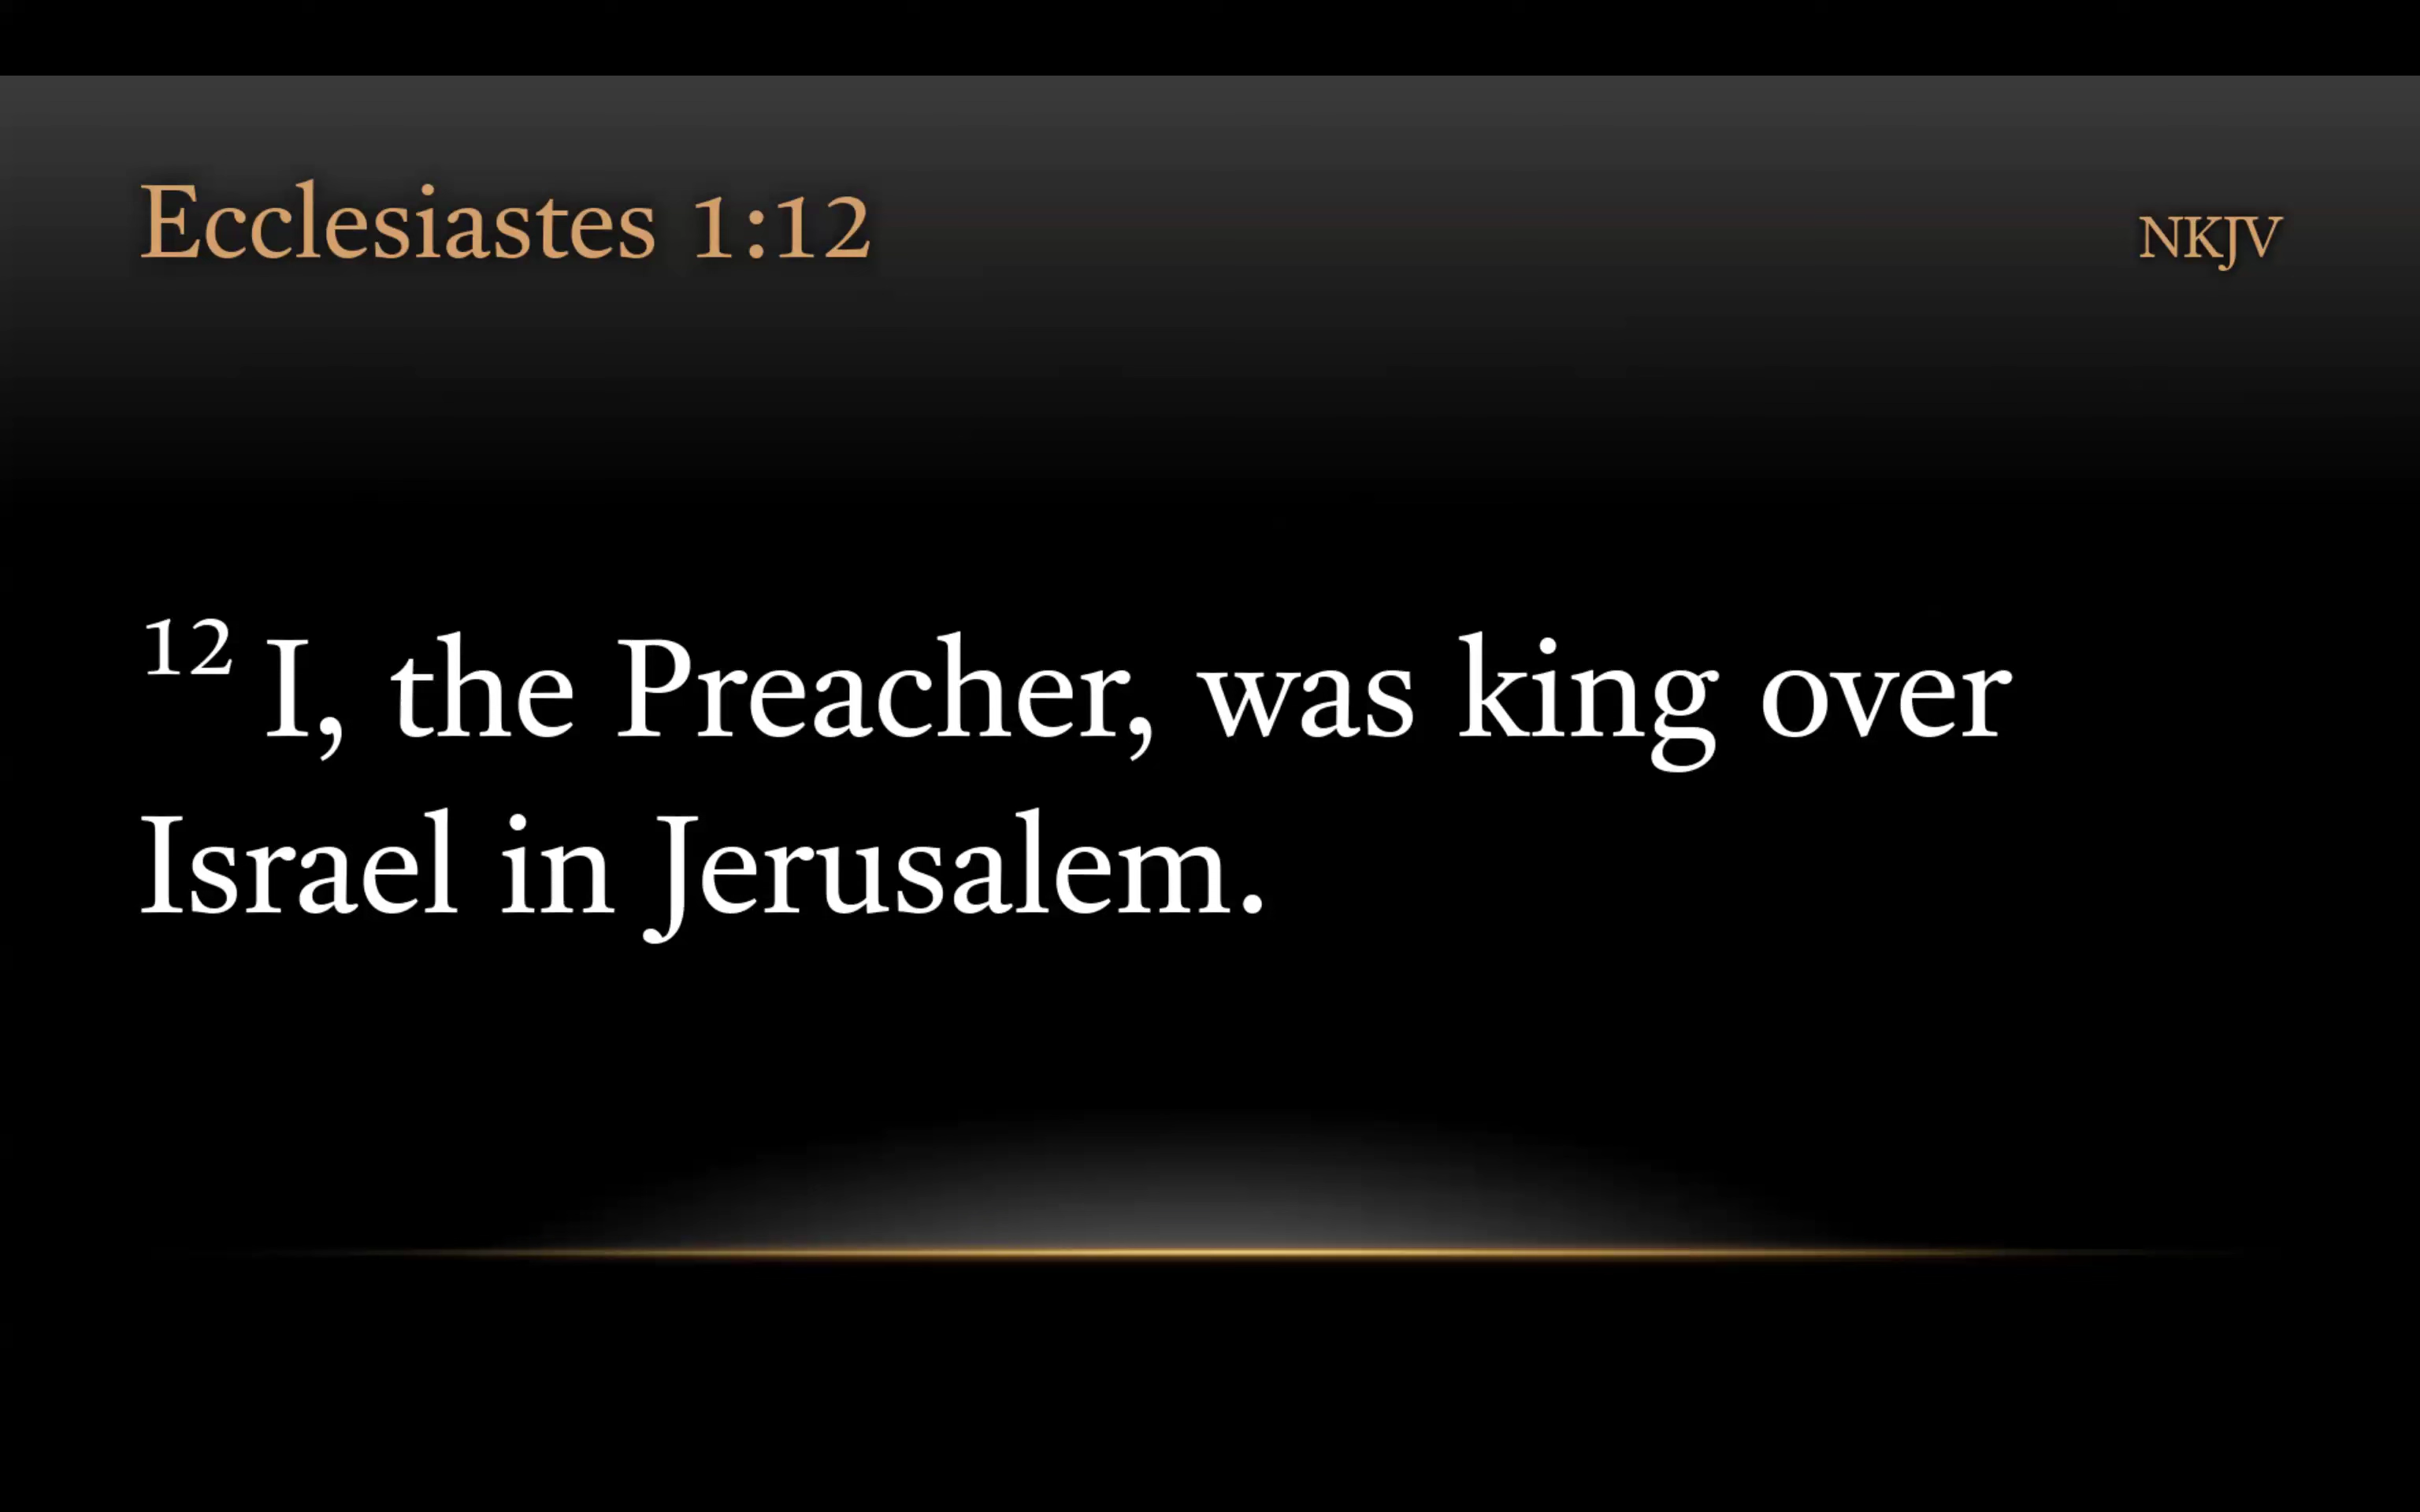 Ecclesiastes 1:12
NKJV
12 I, the Preacher, was king over
Israel in Jerusalem.